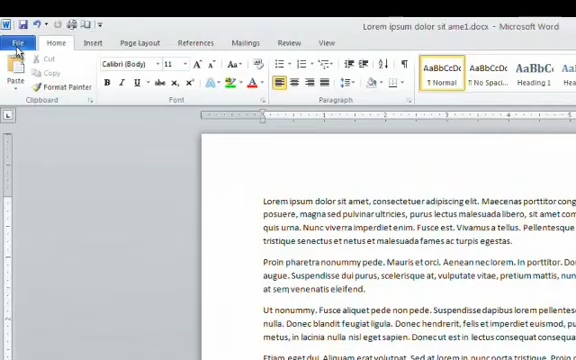 Lorem ipsum dolor sit ame1.docx - Microsoft Word
File Home Insert Page Layout References Mailings Review View
Cut
Calibri (Body) 11
AaBbCcDc AaBbCcDc AaBbC AaBbCc
Paste
Copy
Format Painter
B I U abc
¶ Normal ¶ No Spaci... Heading 1 Heading
Clipboard Font Paragraph
Lorem ipsum dolor sit amet, consectetuer adipiscing elit. Maecenas porttitor cong
posuere, magna sed pulvinar ultricies, purus lectus malesuada libero, sit amet com
quis urna. Nunc viverra imperdiet enim. Fusce est. Vivamus a tellus. Pellentesque
tristique senectus et netus et malesuada fames ac turpis egestas.
Proin pharetra nonummy pede. Mauris et orci. Aenean nec lorem. In porttitor. D
augue. Suspendisse dui purus, scelerisque at, vulputate vitae, pretium mattis, nun
at sem venenatis eleifend.
Ut nonummy. Fusce aliquet pede non pede. Suspendisse dapibus lorem pellentes
nulla. Donec blandit feugiat ligula. Donec hendrerit, felis et imperdiet euismod, p
metus, in lacinia nulla nisl eget sapien. Donec ut est in lectus consequat consequa